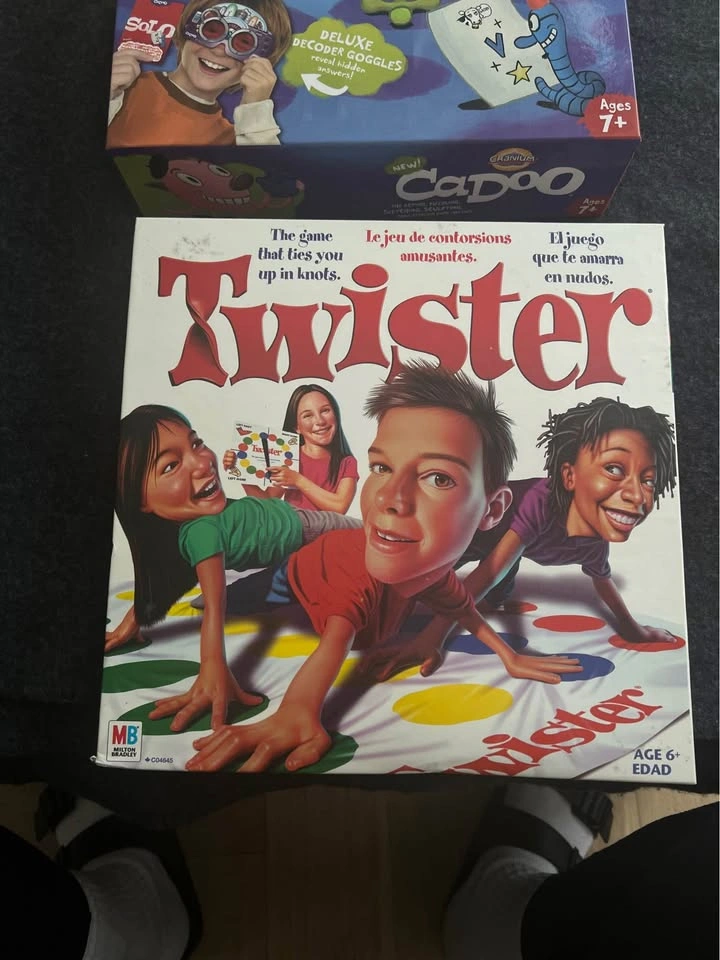 SOLO
DELUXE
DECODER GOGGLES
reveal hidden
answers!
V
Ages
7+
NEW!
CRANIUM
CADOO
Ages
7+
The game
that ties you
up in knots.
Le jeu de contorsions
amusantes.
El juego
que te amarra
en nudos.
Twister®
Twister
LEFT HAND
Twister®
MB®
MILTON
BRADLEY
C04645
AGE 6+
EDAD